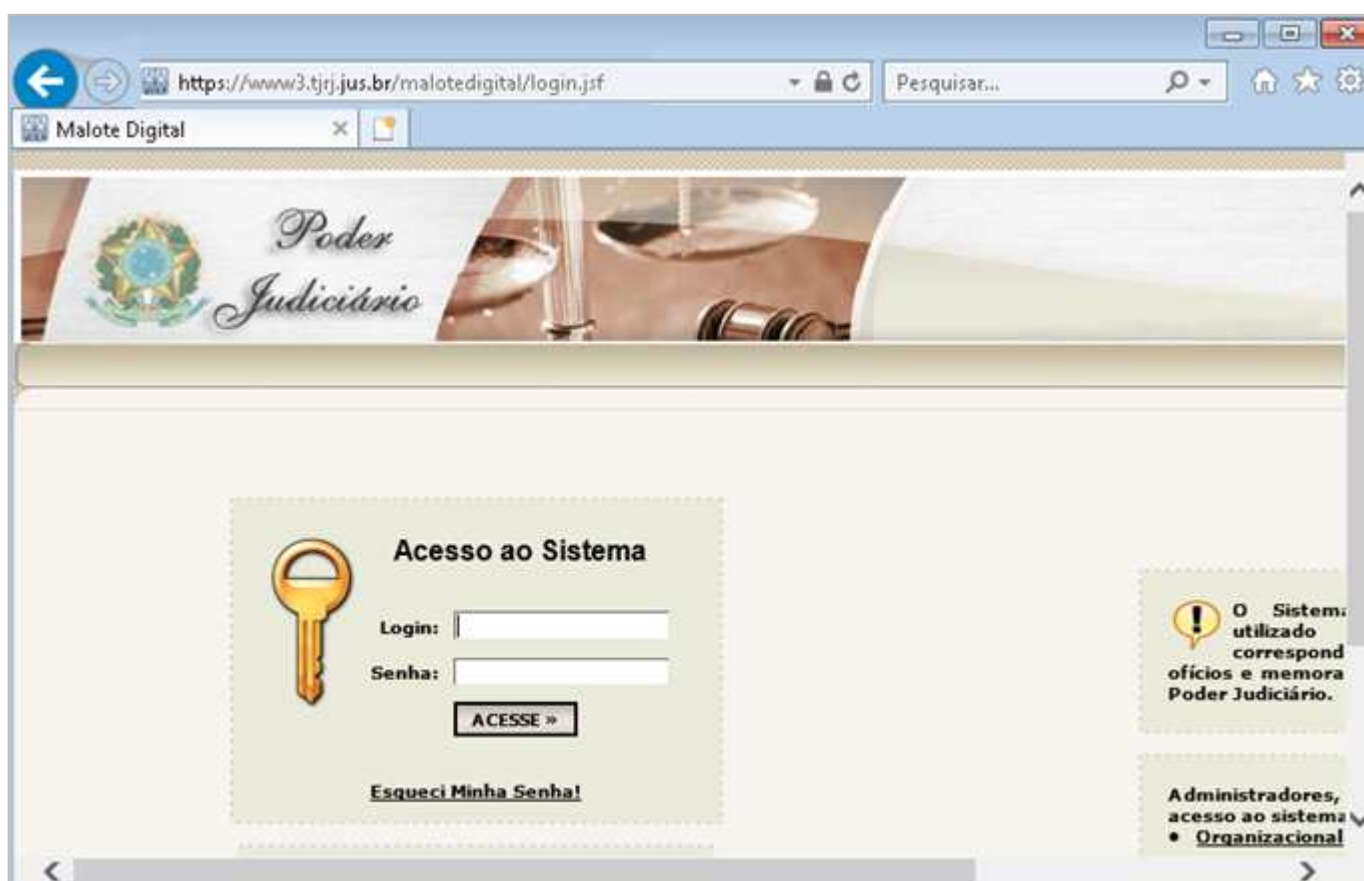 https://www3.tjrj.jus.br/malotedigital/login.jsf
Pesquisar...
Malote Digital
Poder
Judiciário
Acesso ao Sistema
Login:
Senha:
ACESSE »
Esqueci Minha Senha!
O Sistema
utilizado
correspond
ofícios e memora
Poder Judiciário.
Administradores,
acesso ao sistema
• Organizacional